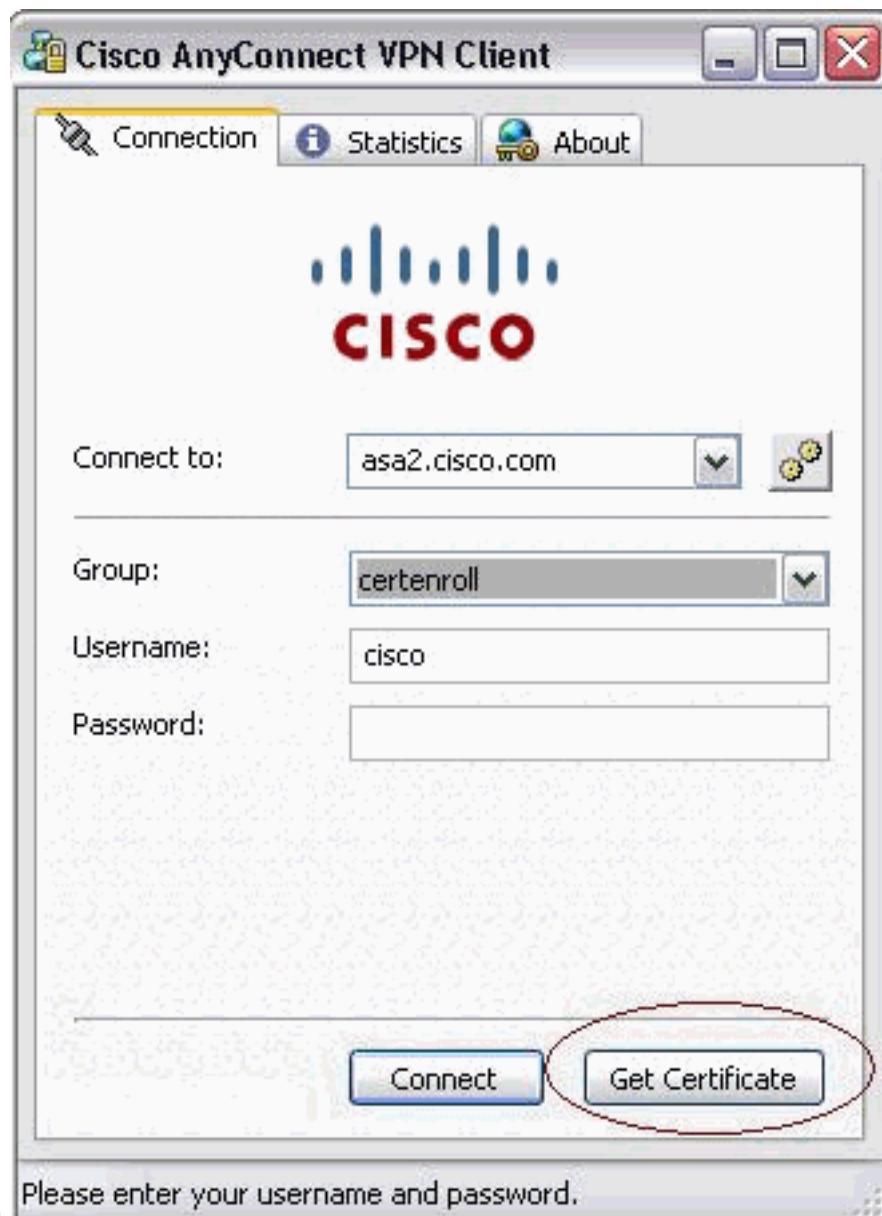 Cisco AnyConnect VPN Client
Connection
Statistics
About
CISCO
Connect to:
asa2.cisco.com
Group:
certenroll
Username:
cisco
Password:
Connect
Get Certificate
Please enter your username and password.